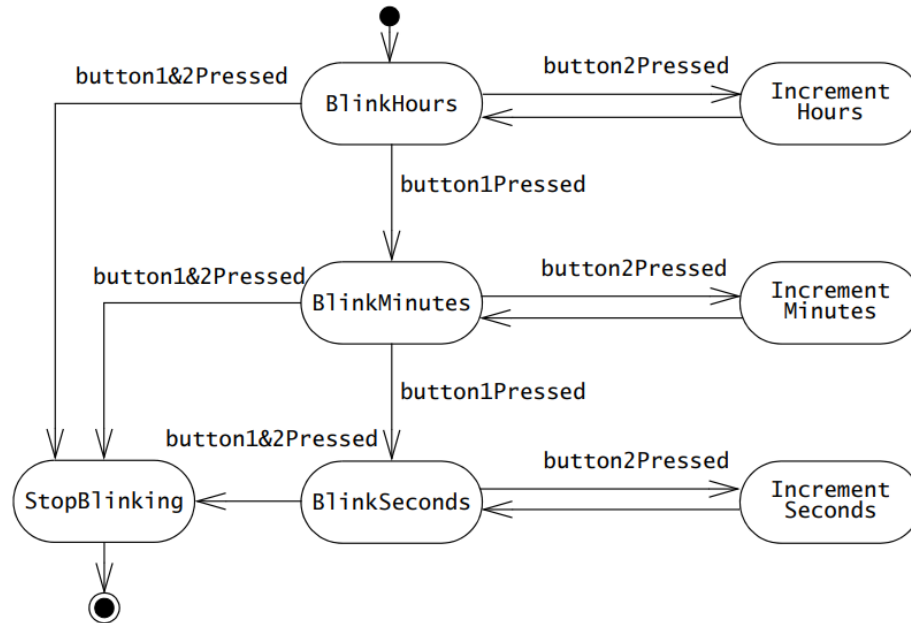 button1&2Pressed
BlinkHours
button2Pressed
Increment
Hours
button1Pressed
button1&2Pressed
BlinkMinutes
button2Pressed
Increment
Minutes
button1Pressed
button1&2Pressed
StopBlinking
BlinkSeconds
button2Pressed
Increment
Seconds